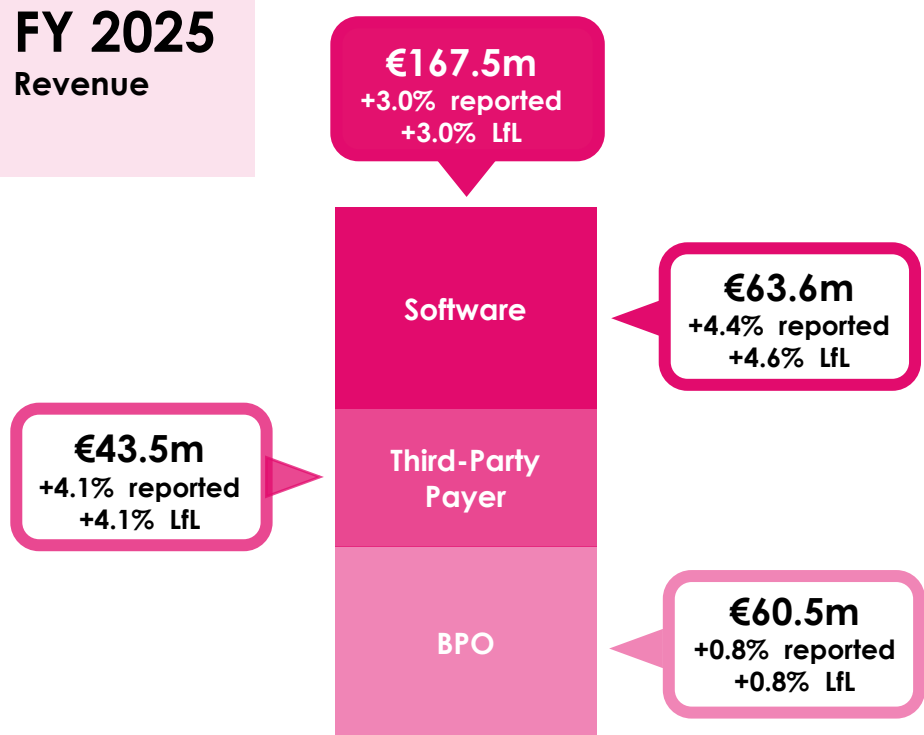 FY 2025
Revenue
€167.5m
+3.0% reported
+3.0% LfL
Software
€63.6m
+4.4% reported
+4.6% LfL
€43.5m
+4.1% reported
+4.1% LfL
Third-Party
Payer
BPO
€60.5m
+0.8% reported
+0.8% LfL